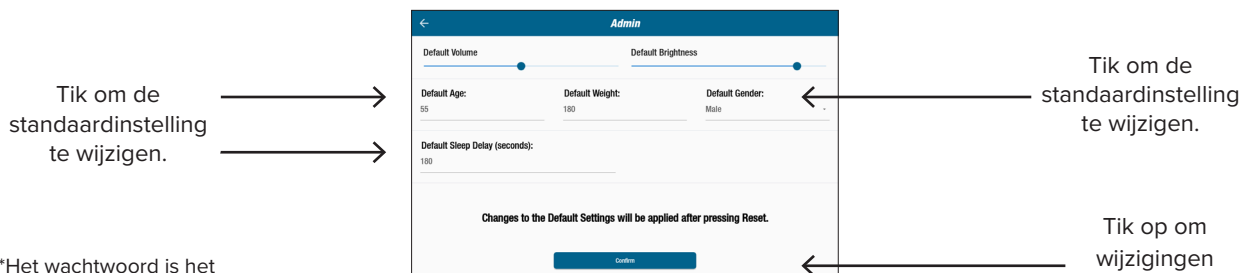 Admin
Default Volume
Default Brightness
Tik om de
standaardinstelling
te wijzigen.
Default Age:
55
Default Weight:
180
Default Gender:
Male
Default Sleep Delay (seconds):
180
Tik om de
standaardinstelling
te wijzigen.
Changes to the Default Settings will be applied after pressing Reset.
Confirm
Tik op om
wijzigingen
*Het wachtwoord is het